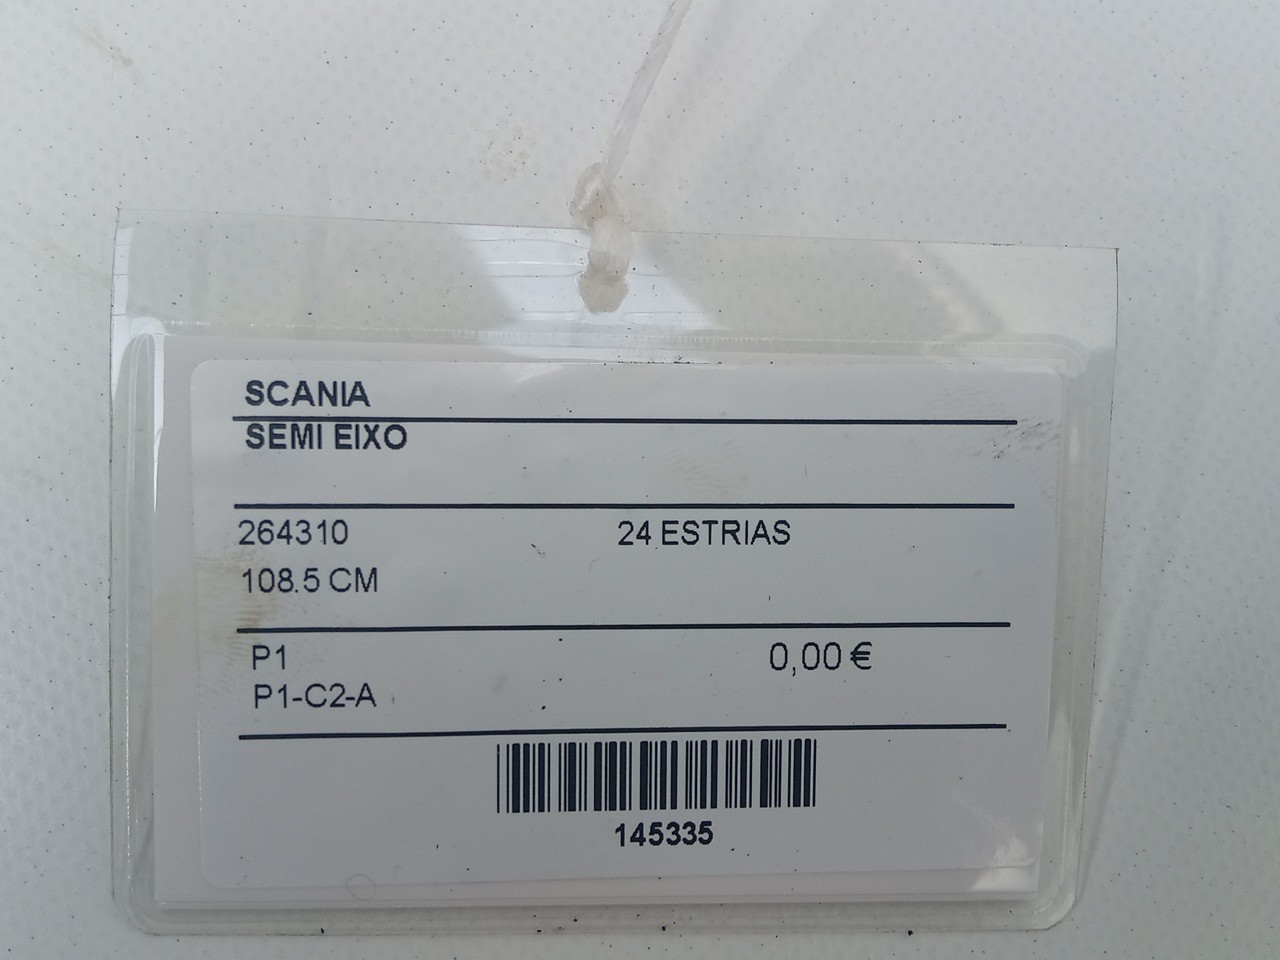 SCANIA
SEMI EIXO
264310 24 ESTRIAS
108.5 CM
P1 0,00 €
P1-C2-A
145335